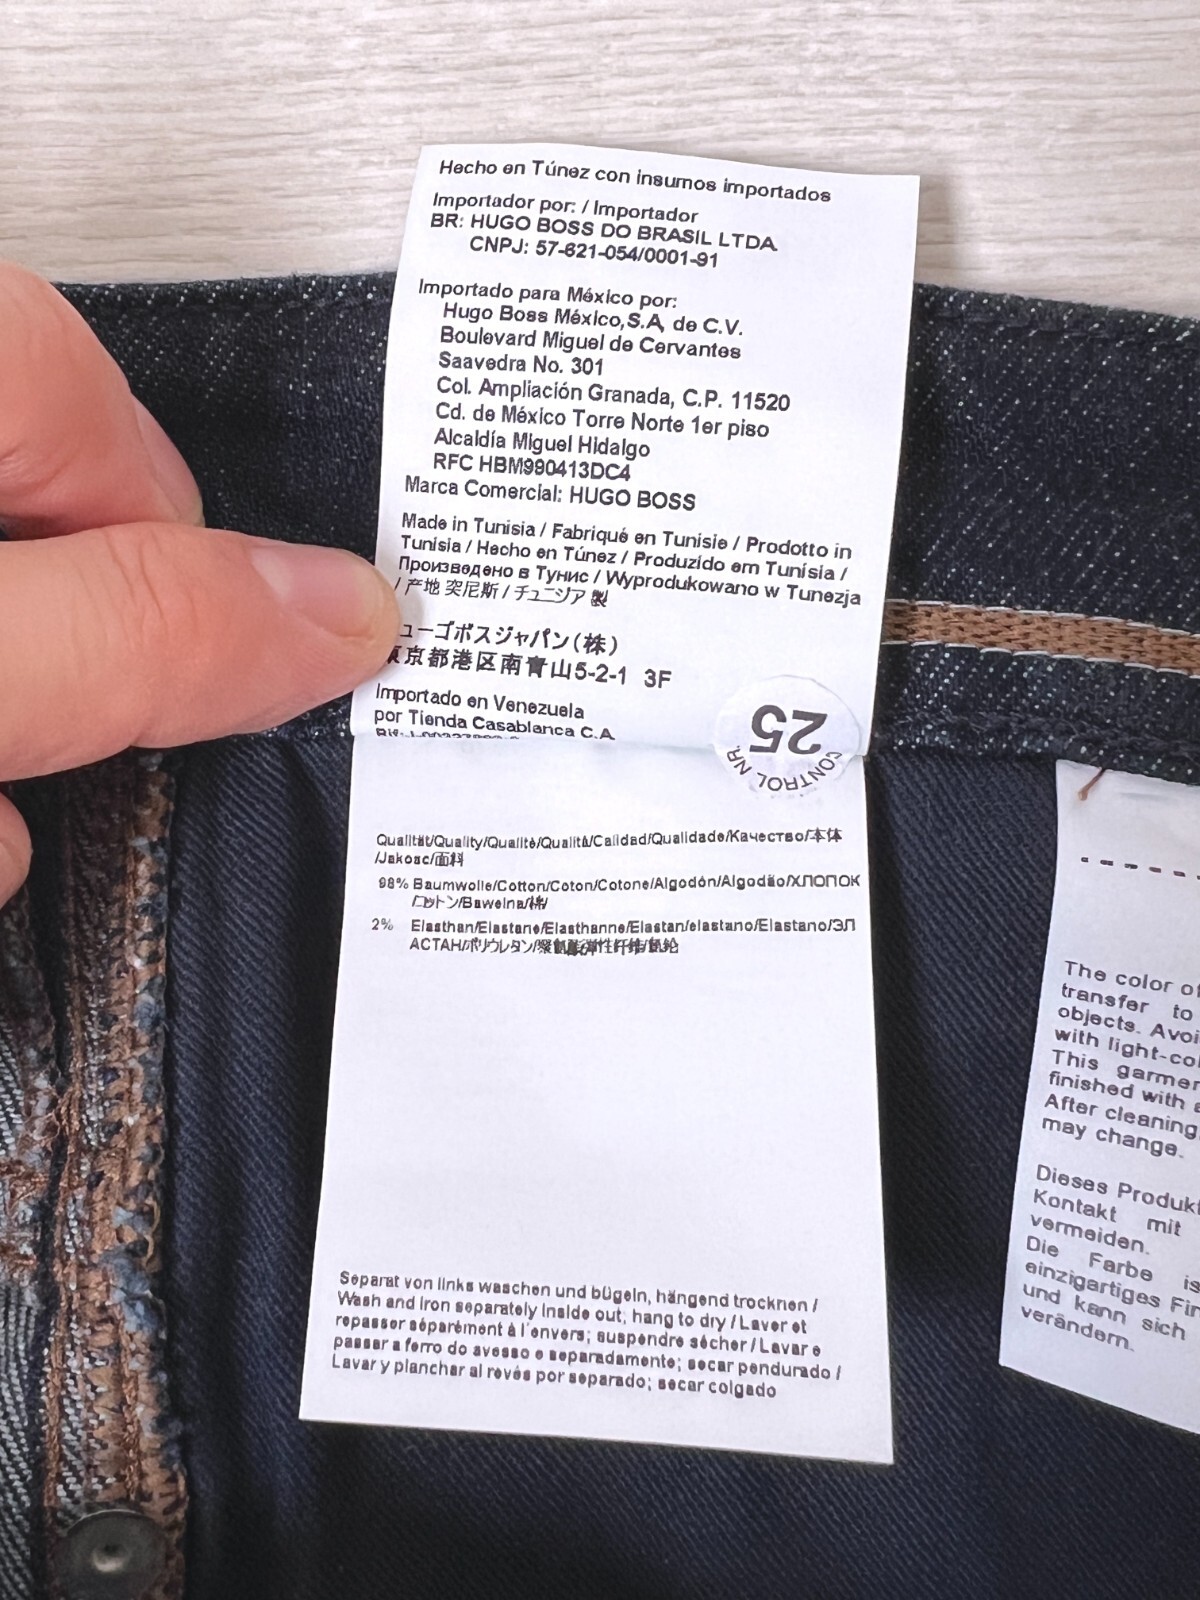 Hecho en Túnez con insumos importados
Importador por: / Importador
BR: HUGO BOSS DO BRASIL LTDA
CNPJ: 57-621-054/0001-91
Importado para México por:
Hugo Boss México,S.A, de C.V.
Boulevard Miguel de Cervantes
Saavedra No. 301
Col. Ampliación Granada, C.P. 11520
Cd. de México Torre Norte 1er piso
Alcaldía Miguel Hidalgo
RFC HBM990413DC4
Marca Comercial: HUGO BOSS
Made in Tunisia / Fabriqué en Tunisie / Prodotto in
Tunisia / Hecho en Túnez / Produzido em Tunísia /
Произведено в Тунис / Wyprodukowano w Tunezja
/ 产地 突尼斯 / チュニジア 製
ューゴボスジャパン(株)
東京都港区南青山5-2-1 3F
Importado en Venezuela
por Tienda Casablanca C.A.
25
CONTROL NR.
Qualität/Quality/Qualité/Qualità/Calidad/Qualidade/Качество/本体
/Jakosc/面料
98% Baumwolle/Cotton/Coton/Cotone/Algodón/Algodão/ХЛОПОК
/コットン/Bawelna/棉/
2% Elasthan/Elastane/Elasthanne/Elastan/elastano/Elastano/ЭЛ
АСТАН/ポリウレタン/
Separat von links waschen und bügeln, hängend trocknen /
Wash and iron separately inside out; hang to dry / Laver et
repasser séparément à l'envers; suspendre sécher / Lavar e
passar a ferro do avesso e separadamente; secar pendurado /
Lavar y planchar al revés por separado; secar colgado
The color of
transfer to
objects. Avoi
with light-co
This garmen
finished with a
After cleaning,
may change.
Dieses Produkt
Kontakt mit
vermeiden.
Die Farbe is
einzigartiges Fin
und kann sich
verändern.